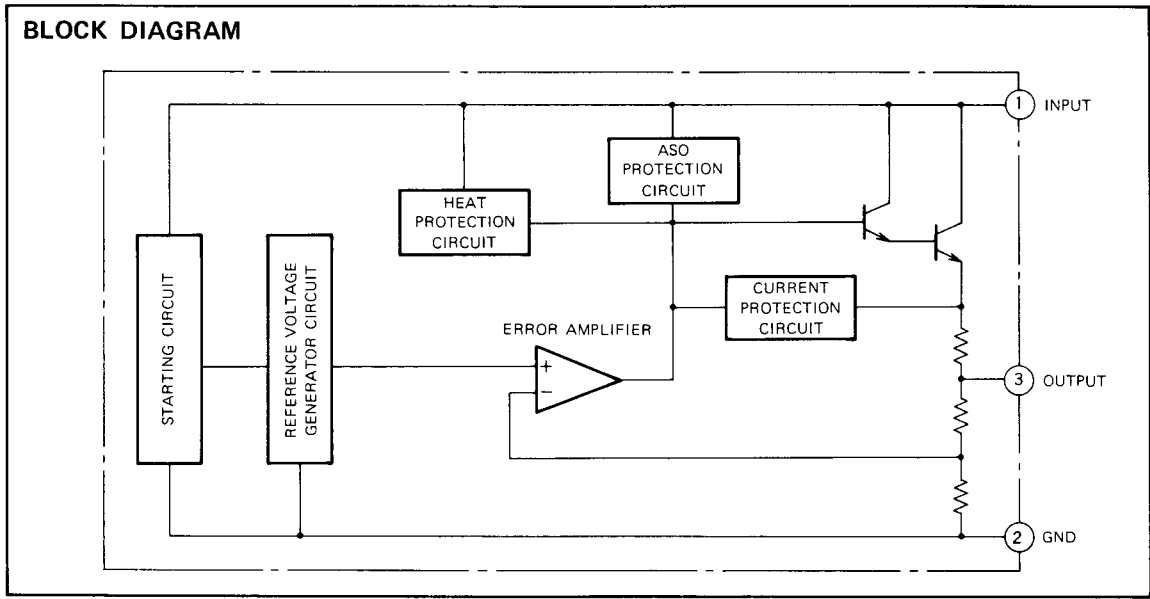 BLOCK DIAGRAM
1 INPUT
ASO
PROTECTION
CIRCUIT
HEAT
PROTECTION
CIRCUIT
STARTING CIRCUIT
REFERENCE VOLTAGE
GENERATOR CIRCUIT
CURRENT
PROTECTION
CIRCUIT
ERROR AMPLIFIER
+
−
3 OUTPUT
2 GND